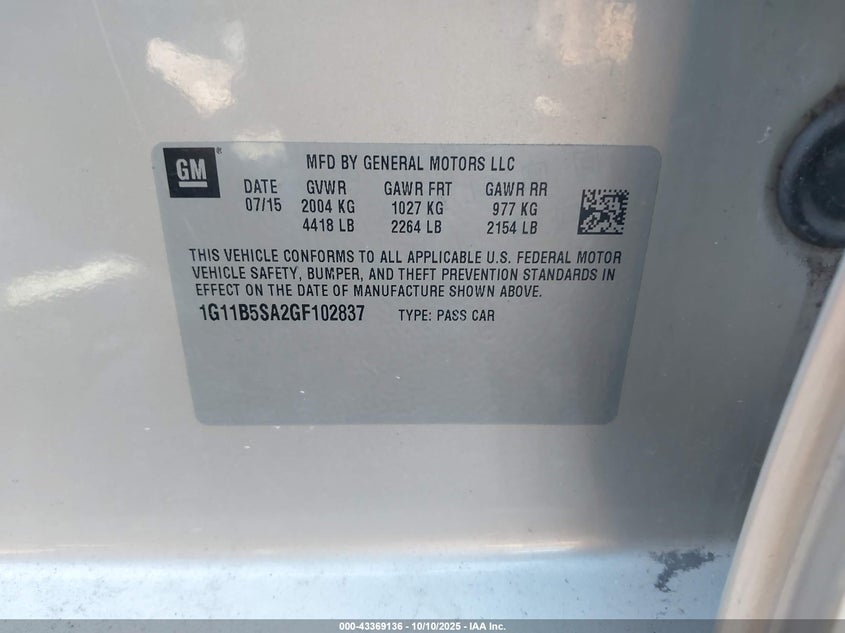 GM®
MFD BY GENERAL MOTORS LLC
DATE GVWR GAWR FRT GAWR RR
07/15 2004 KG 1027 KG 977 KG
4418 LB 2264 LB 2154 LB
THIS VEHICLE CONFORMS TO ALL APPLICABLE U.S. FEDERAL MOTOR
VEHICLE SAFETY, BUMPER, AND THEFT PREVENTION STANDARDS IN
EFFECT ON THE DATE OF MANUFACTURE SHOWN ABOVE.
1G11B5SA2GF102837 TYPE: PASS CAR
000-43369136 - 10/10/2025 - IAA Inc.